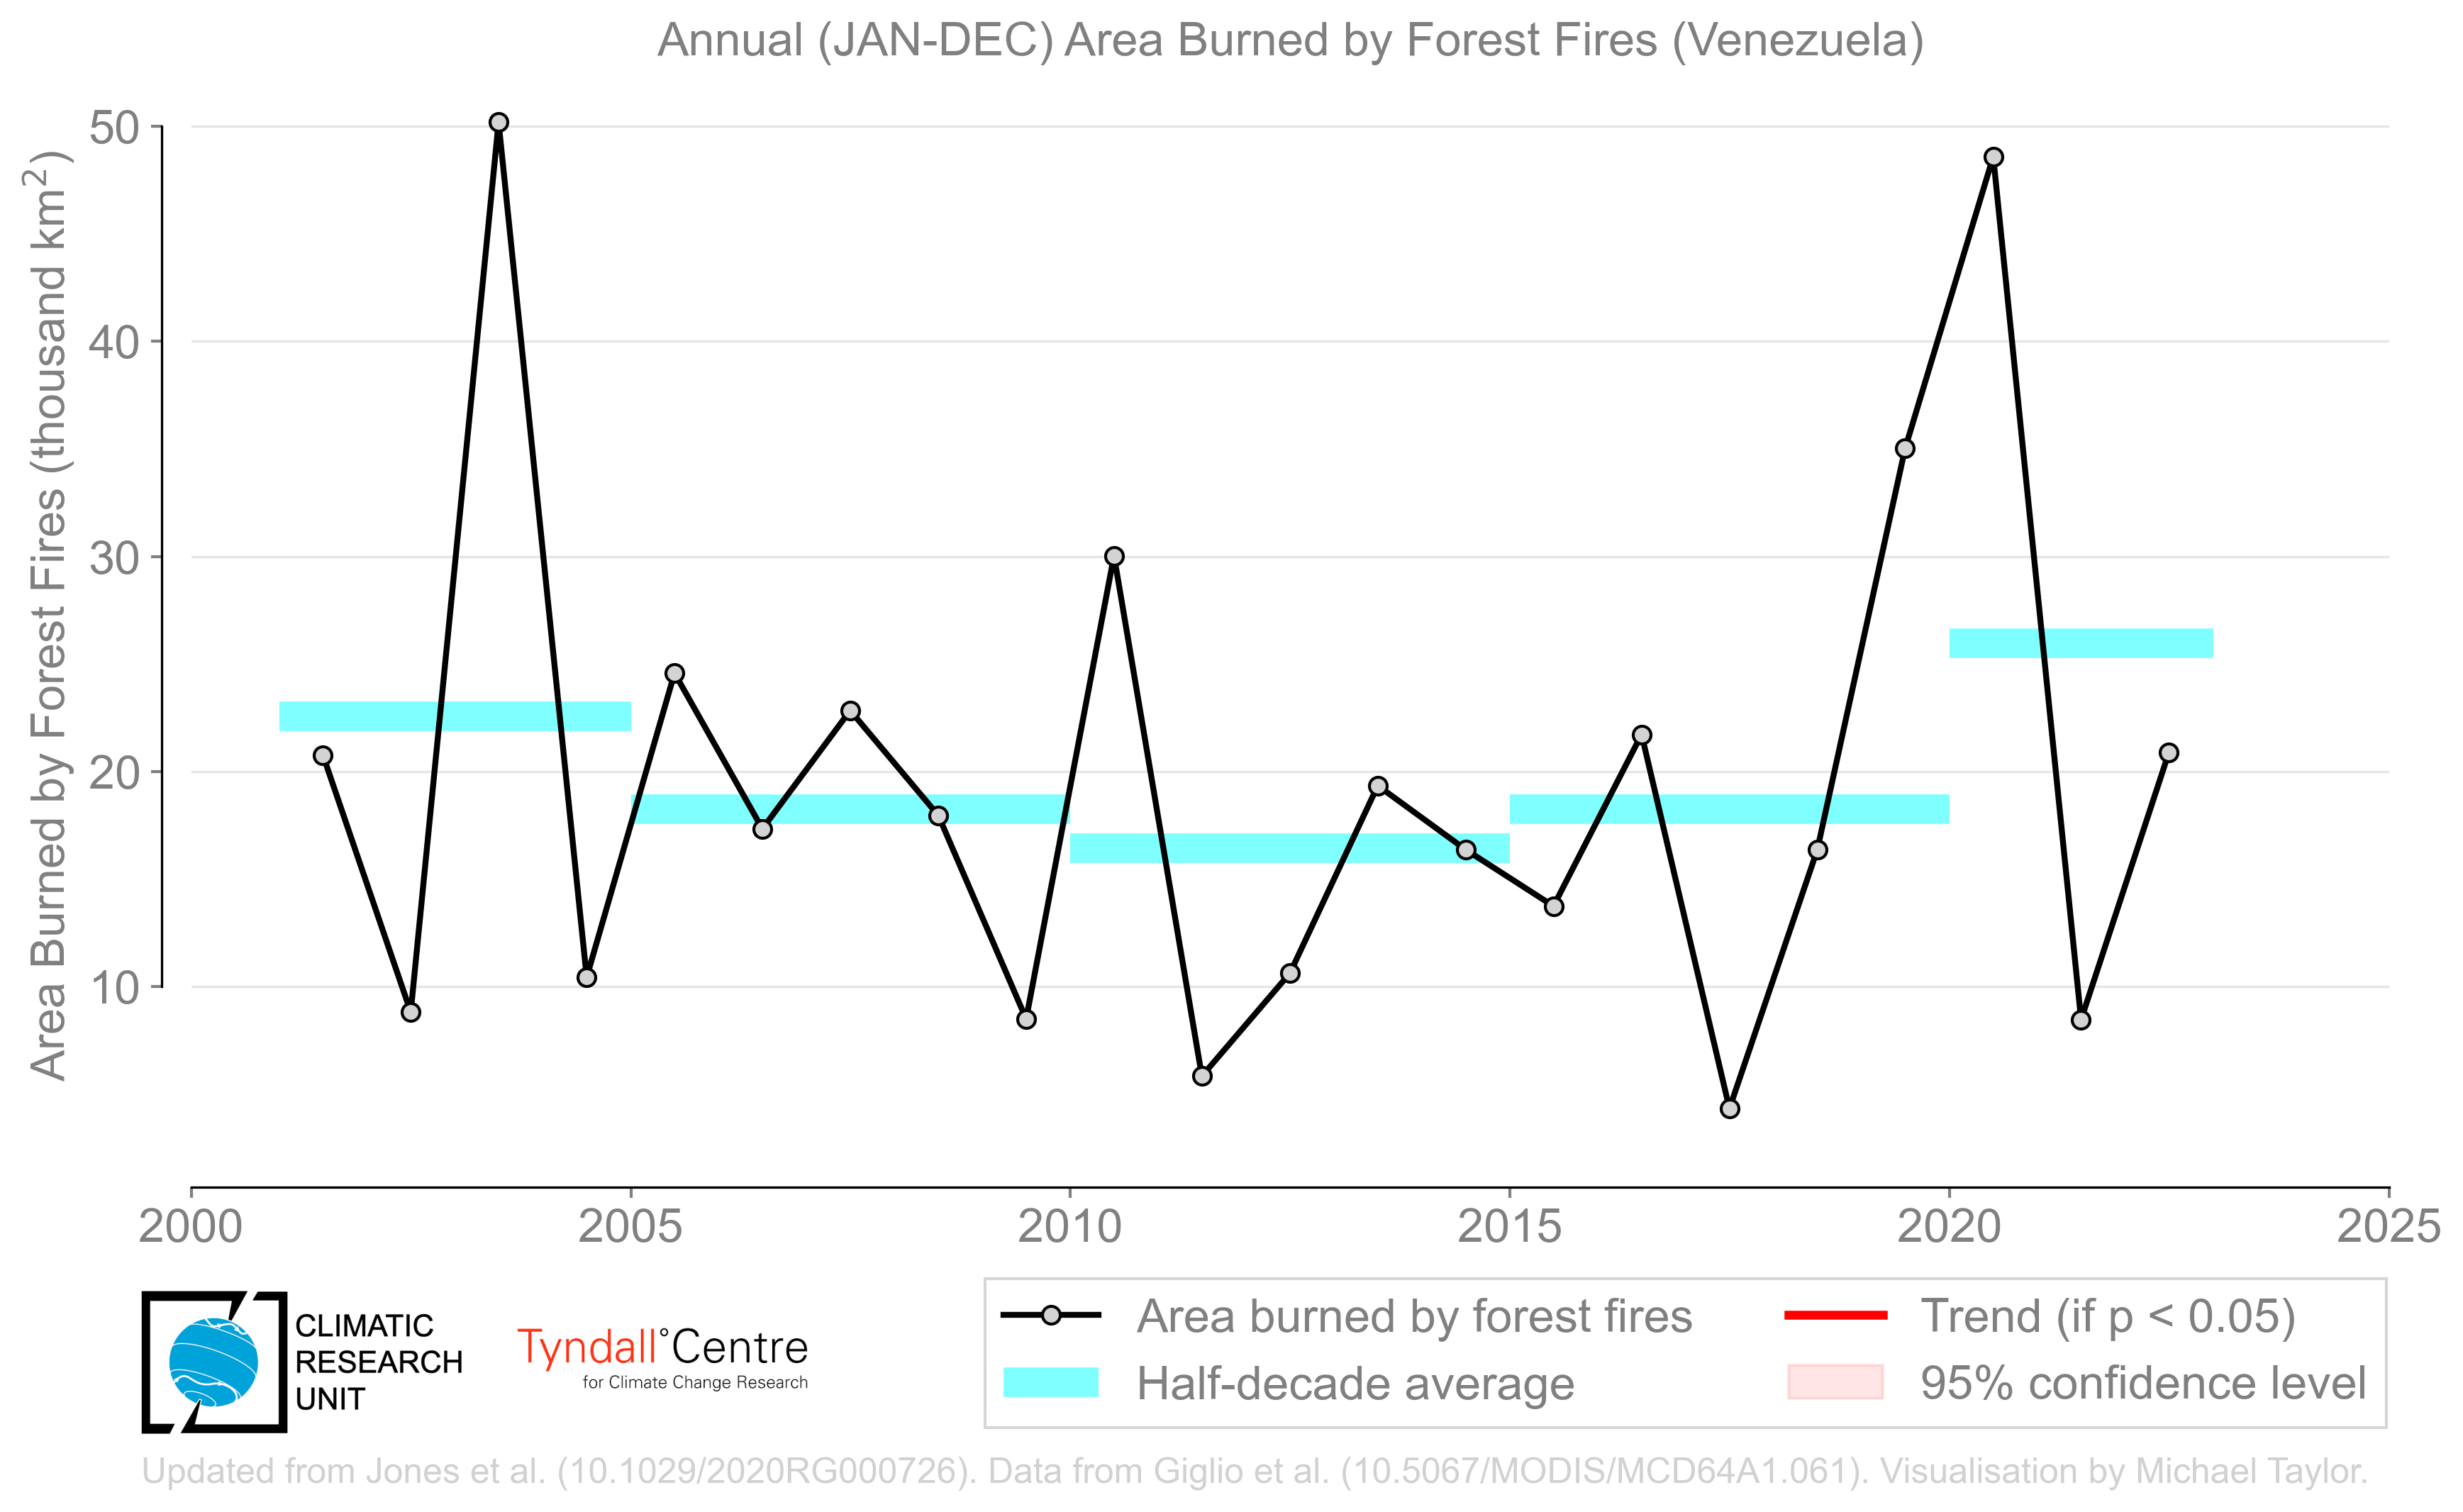 Annual (JAN-DEC) Area Burned by Forest Fires (Venezuela)
Area Burned by Forest Fires (thousand km²)
50
40
30
20
10
2000 2005 2010 2015 2020 2025
CLIMATIC
RESEARCH
UNIT
Tyndall°Centre
for Climate Change Research
Area burned by forest fires
Half-decade average
Trend (if p < 0.05)
95% confidence level
Updated from Jones et al. (10.1029/2020RG000726). Data from Giglio et al. (10.5067/MODIS/MCD64A1.061). Visualisation by Michael Taylor.